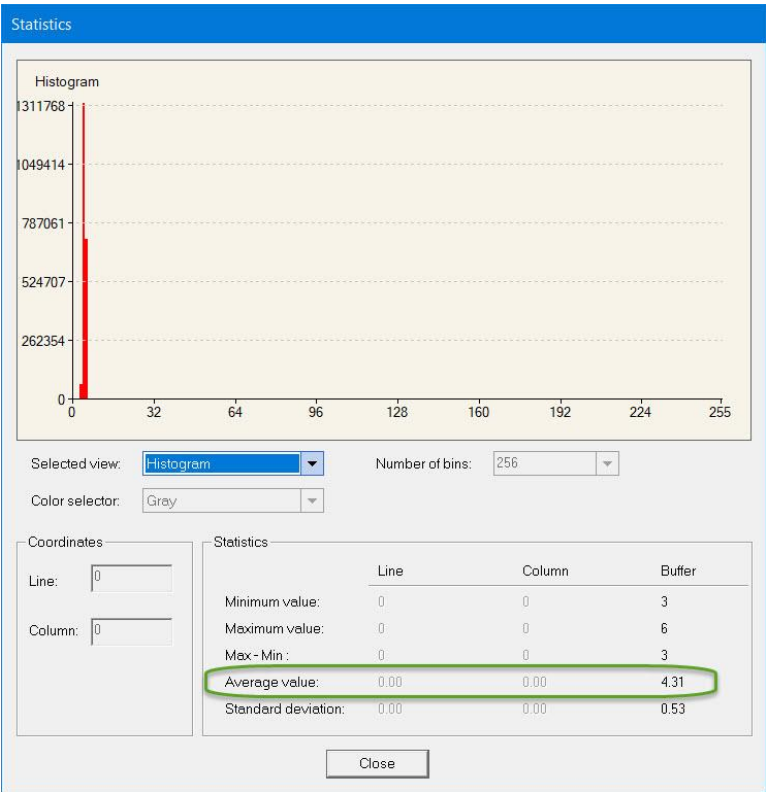 Statistics
Histogram
1311768
1049414
787061
524707
262354
0
0 32 64 96 128 160 192 224 255
Selected view: Histogram Number of bins: 256
Color selector: Gray
Coordinates
Line: 0
Column: 0
Statistics
Line Column Buffer
Minimum value: 0 0 3
Maximum value: 0 0 6
Max - Min : 0 0 3
Average value: 0.00 0.00 4.31
Standard deviation: 0.00 0.00 0.53
Close